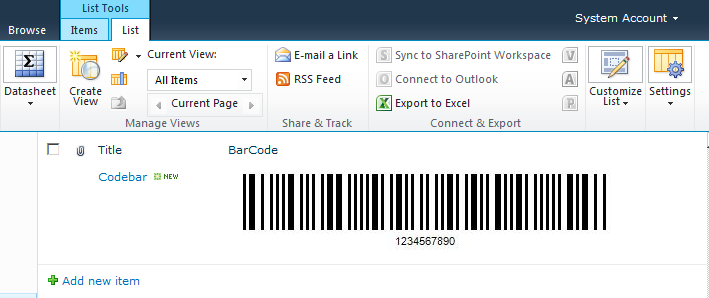 List Tools
System Account
Browse Items List
Datasheet
Create View
Current View:
All Items
Current Page
Manage Views
E-mail a Link
RSS Feed
Share & Track
Sync to SharePoint Workspace
Connect to Outlook
Export to Excel
Connect & Export
Customize List
Settings
Title BarCode
Codebar NEW
1234567890
Add new item